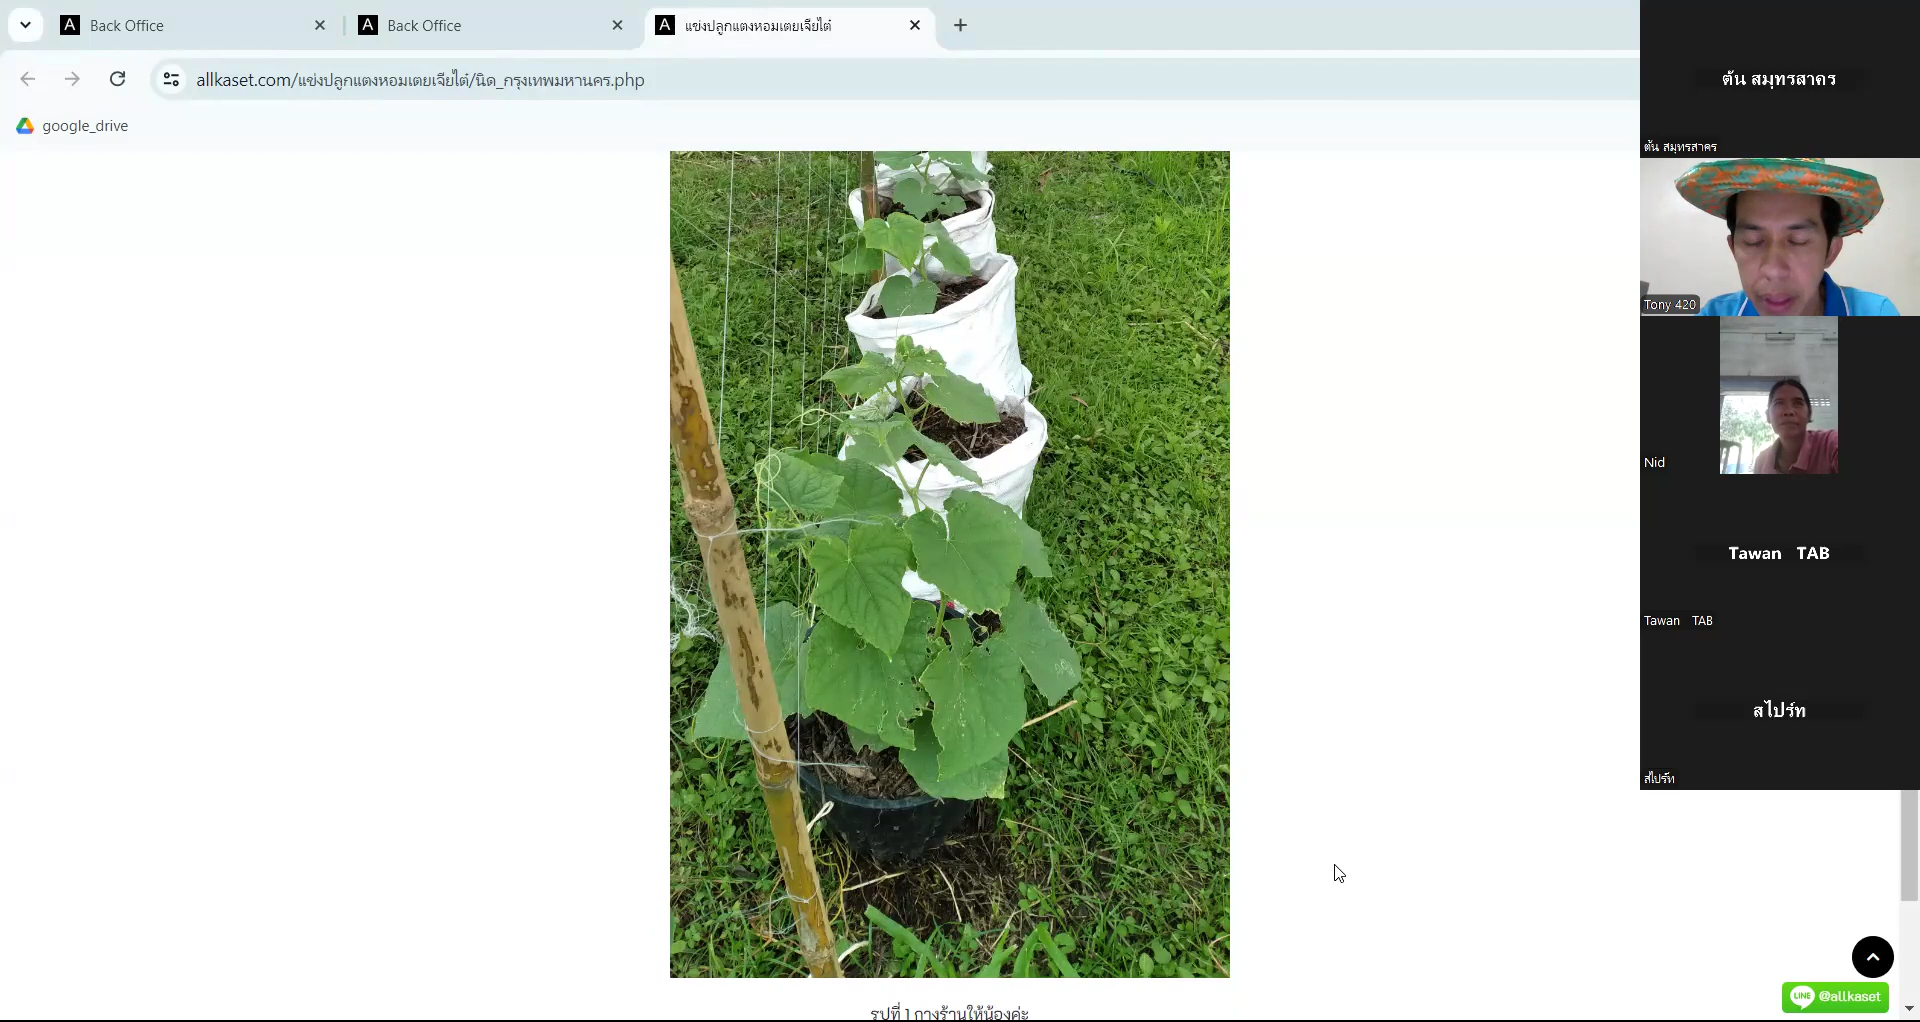 Back Office
Back Office
แข่งปลูกแตงหอมเตยเจียไต๋
allkaset.com/แข่งปลูกแตงหอมเตยเจียไต๋/นิด_กรุงเทพมหานคร.php
google_drive
ต้น สมุทรสาคร
ต้น สมุทรสาคร
Tony 420
Nid
Tawan TAB
Tawan TAB
สไปร์ท
สไปร์ท
LINE @allkaset
รูปที่ 1 กางร้านให้น้องค่ะ